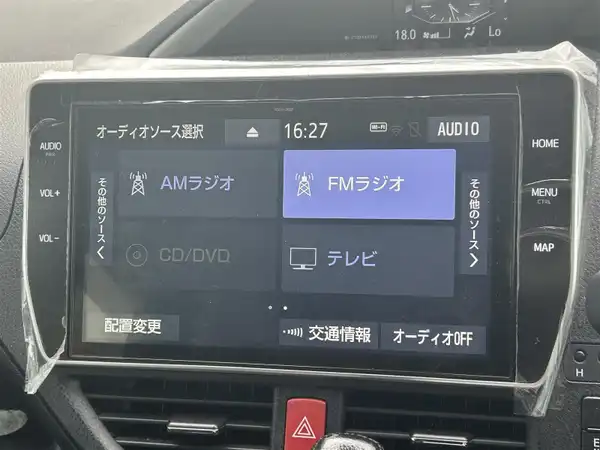 18.0 Lo
オーディオソース選択 16:27 Wi-Fi AUDIO
AUDIO
VOL+
VOL−
その他のソース
AMラジオ
FMラジオ
CD/DVD
テレビ
その他のソース
配置変更
交通情報
オーディオOFF
HOME
MENU
MAP
H
E